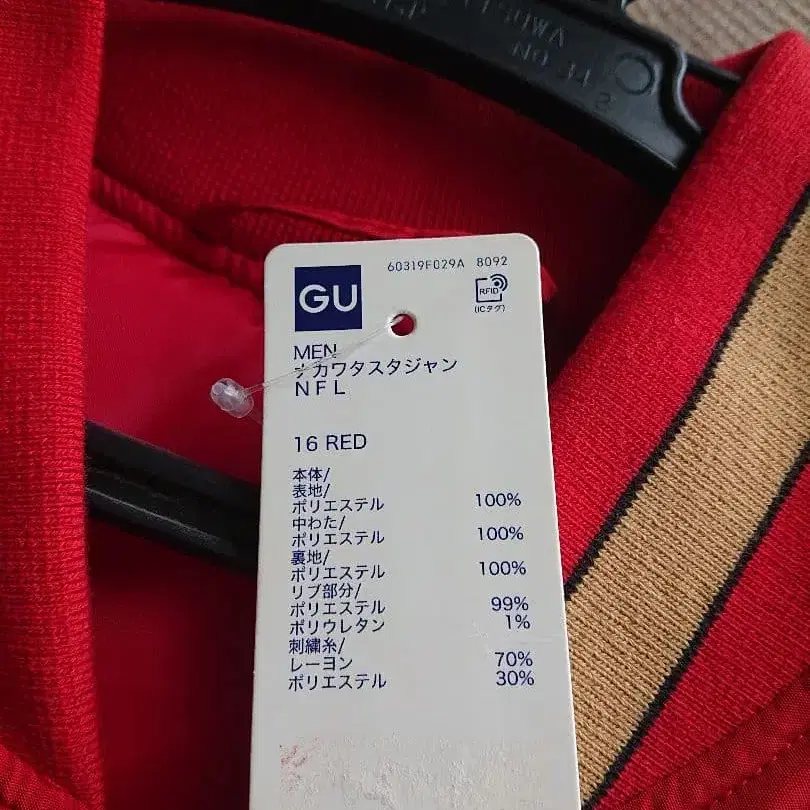 NO 34
60319F029A 8092
GU
RFID
(ICタグ)
MEN
ナカワタスタジャン
NFL
16 RED
本体/
表地/
ポリエステル 100%
中わた/
ポリエステル 100%
裏地/
ポリエステル 100%
リブ部分/
ポリエステル 99%
ポリウレタン 1%
刺繍糸/
レーヨン 70%
ポリエステル 30%